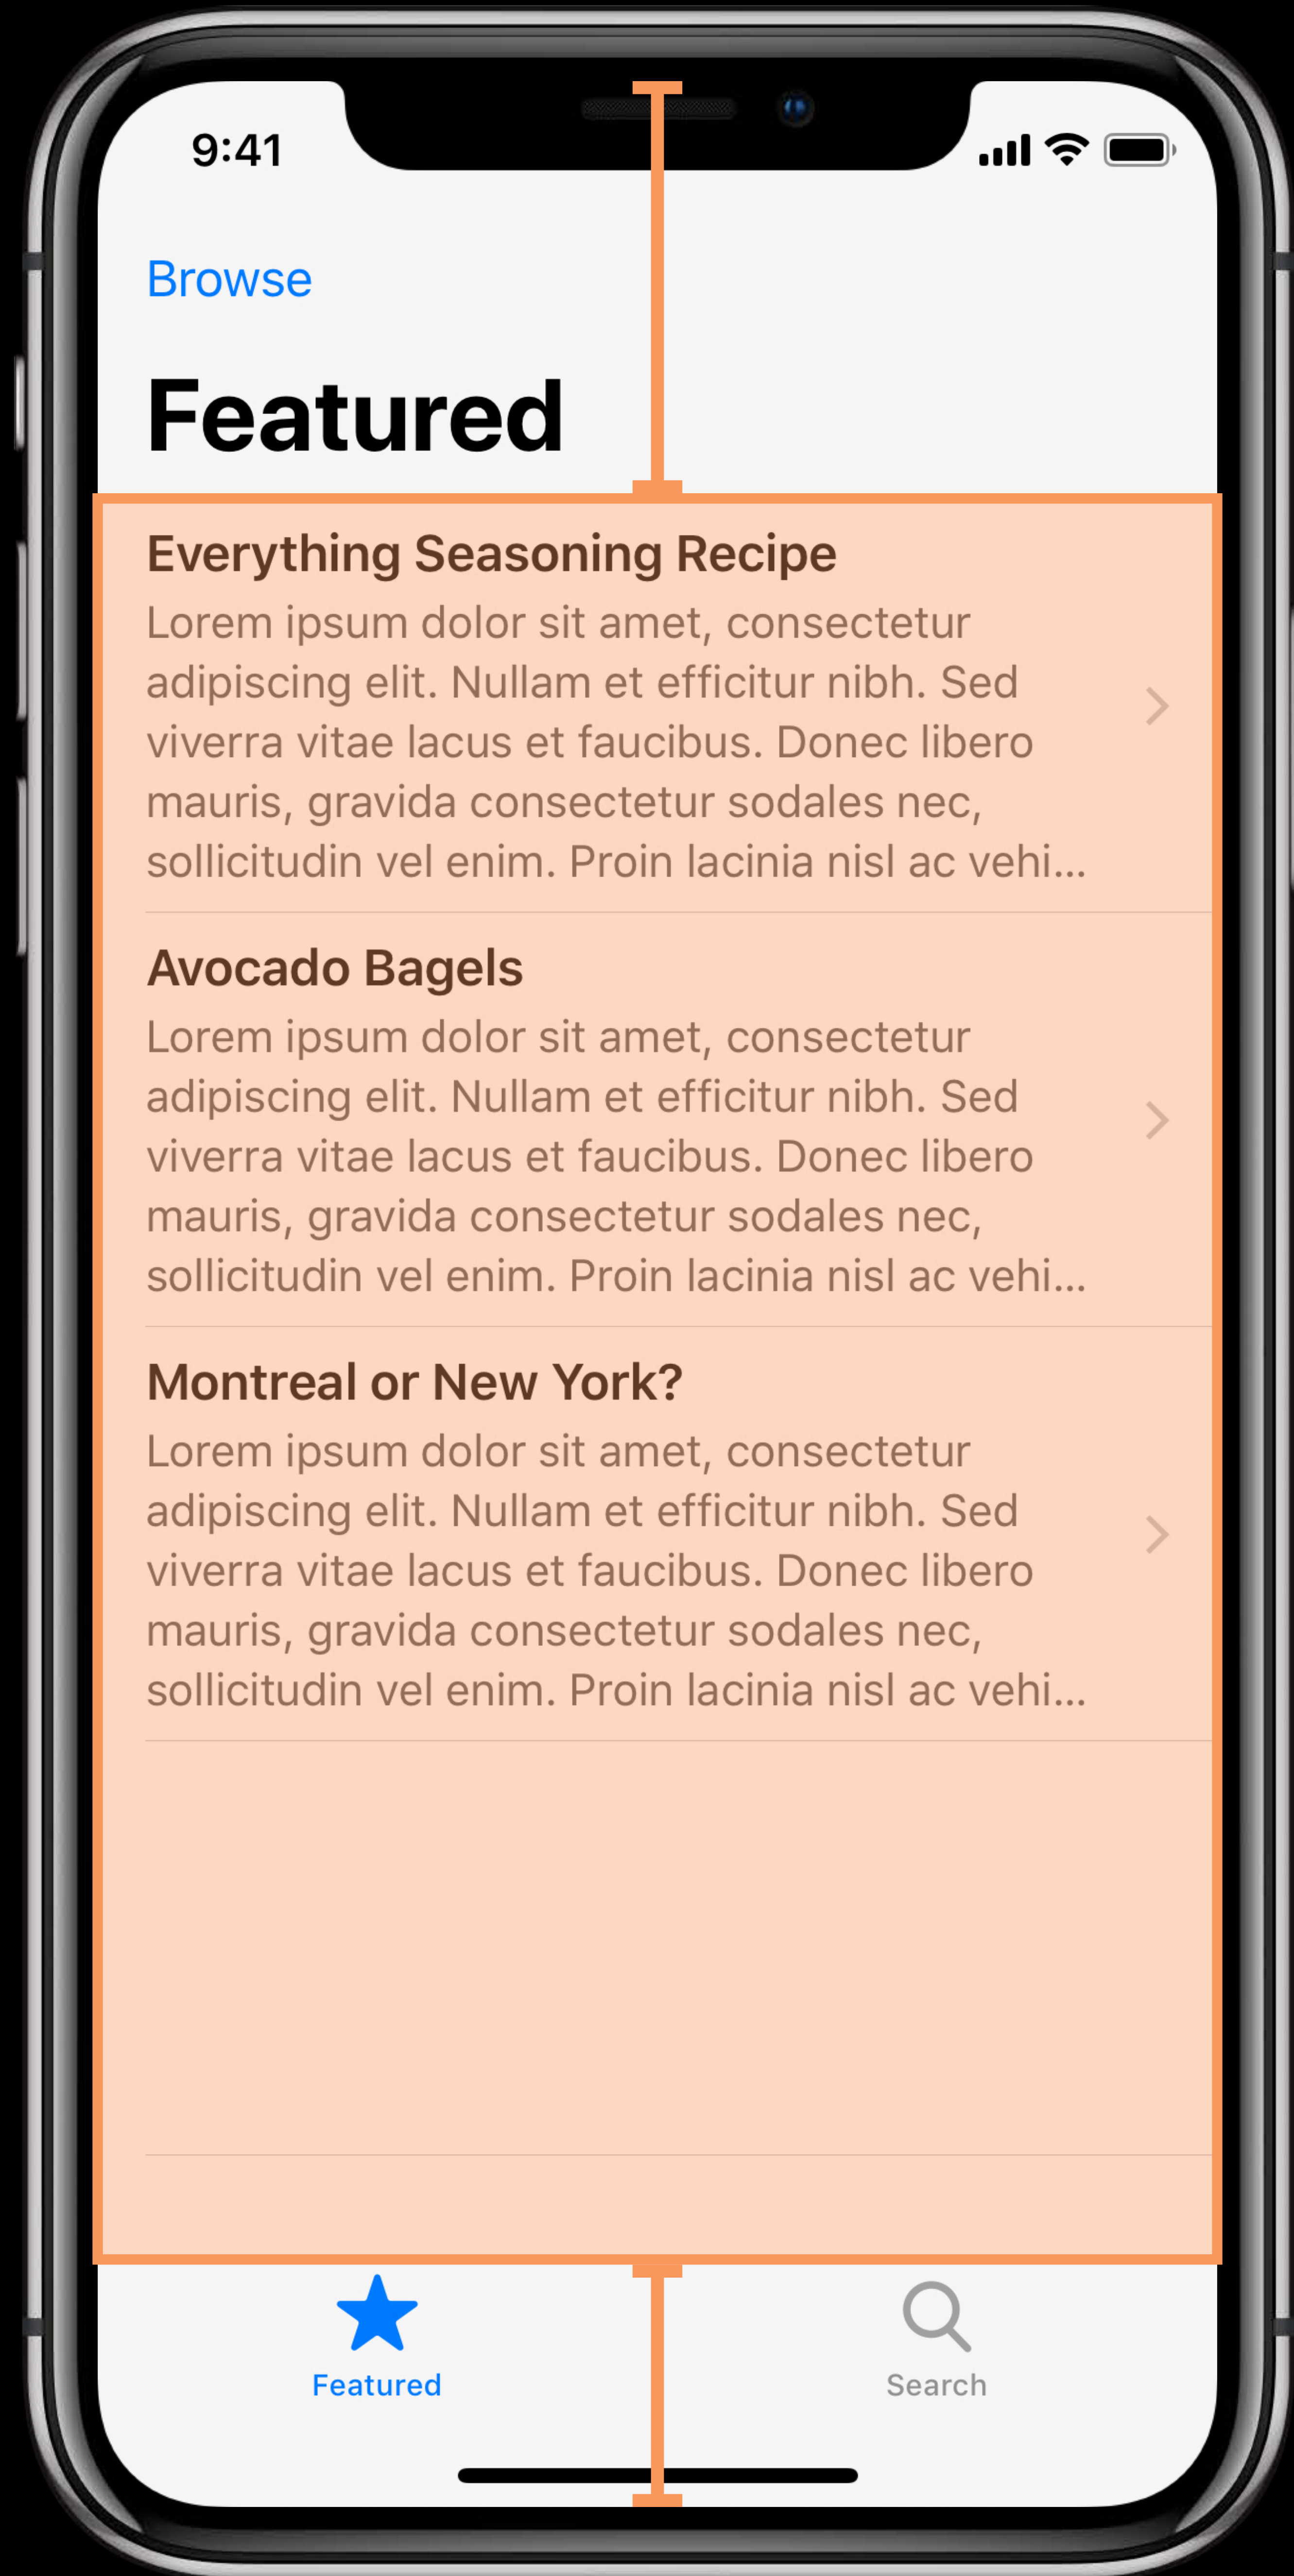 9:41
Browse
Featured
Everything Seasoning Recipe
Lorem ipsum dolor sit amet, consectetur
adipiscing elit. Nullam et efficitur nibh. Sed
viverra vitae lacus et faucibus. Donec libero
mauris, gravida consectetur sodales nec,
sollicitudin vel enim. Proin lacinia nisl ac vehi...
Avocado Bagels
Lorem ipsum dolor sit amet, consectetur
adipiscing elit. Nullam et efficitur nibh. Sed
viverra vitae lacus et faucibus. Donec libero
mauris, gravida consectetur sodales nec,
sollicitudin vel enim. Proin lacinia nisl ac vehi...
Montreal or New York?
Lorem ipsum dolor sit amet, consectetur
adipiscing elit. Nullam et efficitur nibh. Sed
viverra vitae lacus et faucibus. Donec libero
mauris, gravida consectetur sodales nec,
sollicitudin vel enim. Proin lacinia nisl ac vehi...
Featured
Search